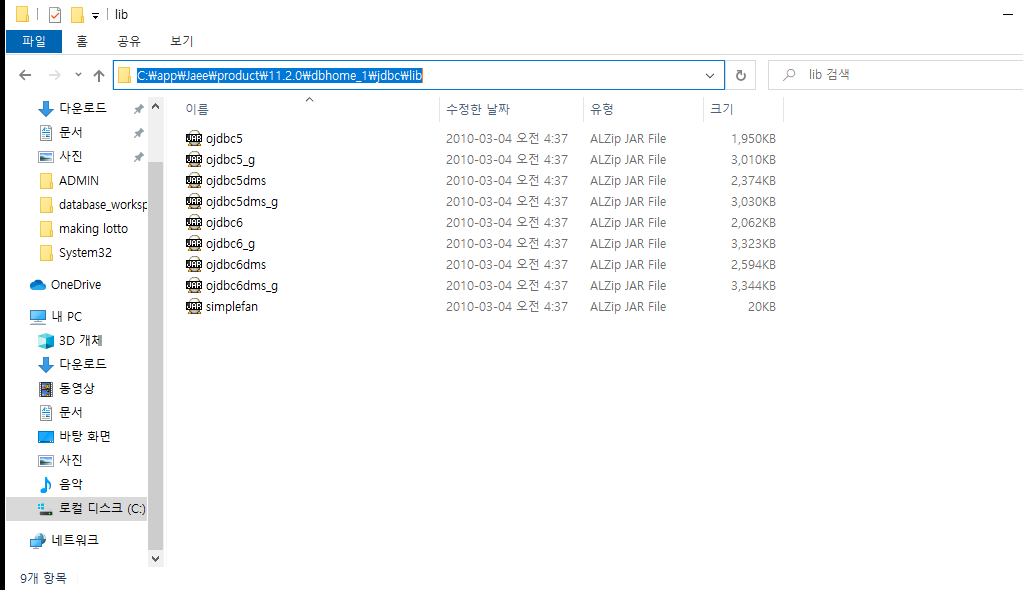 lib
파일 홈 공유 보기
C:₩app₩Jaee₩product₩11.2.0₩dbhome_1₩jdbc₩lib
lib 검색
다운로드
문서
사진
ADMIN
database_worksp
making lotto
System32
OneDrive
내 PC
3D 개체
다운로드
동영상
문서
바탕 화면
사진
음악
로컬 디스크 (C:)
네트워크
이름 수정한 날짜 유형 크기
ojdbc5 2010-03-04 오전 4:37 ALZip JAR File 1,950KB
ojdbc5_g 2010-03-04 오전 4:37 ALZip JAR File 3,010KB
ojdbc5dms 2010-03-04 오전 4:37 ALZip JAR File 2,374KB
ojdbc5dms_g 2010-03-04 오전 4:37 ALZip JAR File 3,030KB
ojdbc6 2010-03-04 오전 4:37 ALZip JAR File 2,062KB
ojdbc6_g 2010-03-04 오전 4:37 ALZip JAR File 3,323KB
ojdbc6dms 2010-03-04 오전 4:37 ALZip JAR File 2,594KB
ojdbc6dms_g 2010-03-04 오전 4:37 ALZip JAR File 3,344KB
simplefan 2010-03-04 오전 4:37 ALZip JAR File 20KB
9개 항목